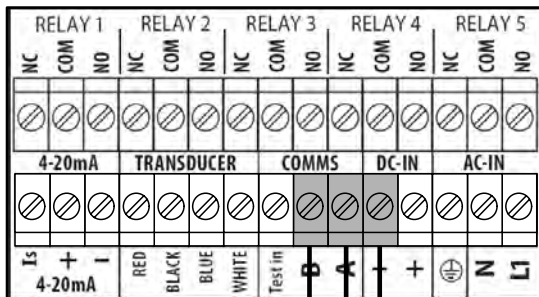 RELAY 1 RELAY 2 RELAY 3 RELAY 4 RELAY 5
NC COM NO NC COM NO NC COM NO NC COM NO NC COM NO
4-20mA TRANSDUCER COMMS DC-IN AC-IN
Is + I RED BLACK BLUE WHITE Test in B A - + N L1
4-20mA